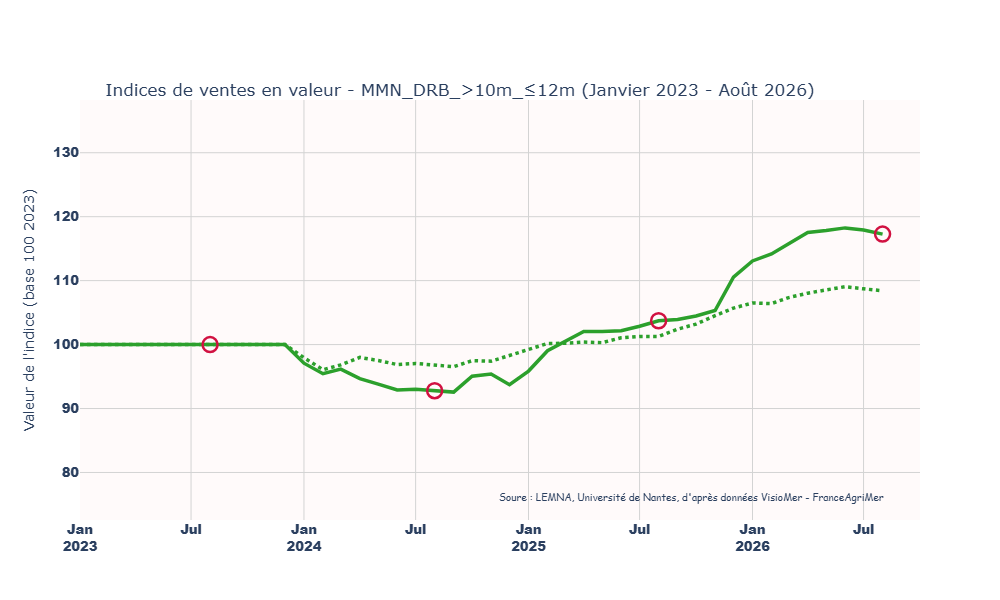 Indices de ventes en valeur - MMN_DRB_>10m_≤12m (Janvier 2023 - Août 2026)
Valeur de l'indice (base 100 2023)
130
120
110
100
90
80
Soure : LEMNA, Université de Nantes, d'après données VisioMer - FranceAgriMer
Jan Jul Jan Jul Jan Jul Jan Jul
2023 2024 2025 2026